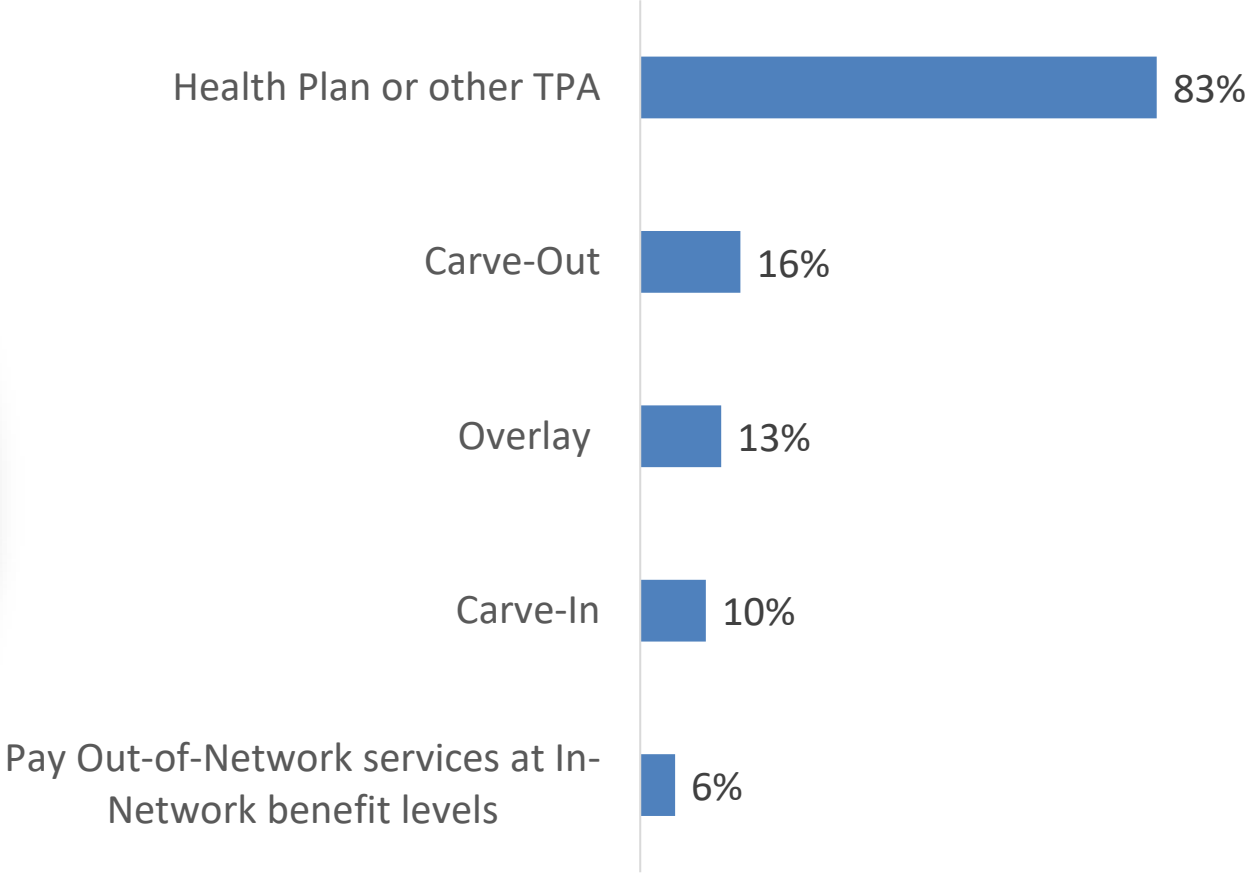 Health Plan or other TPA 83%
Carve-Out 16%
Overlay 13%
Carve-In 10%
Pay Out-of-Network services at In-
Network benefit levels
6%